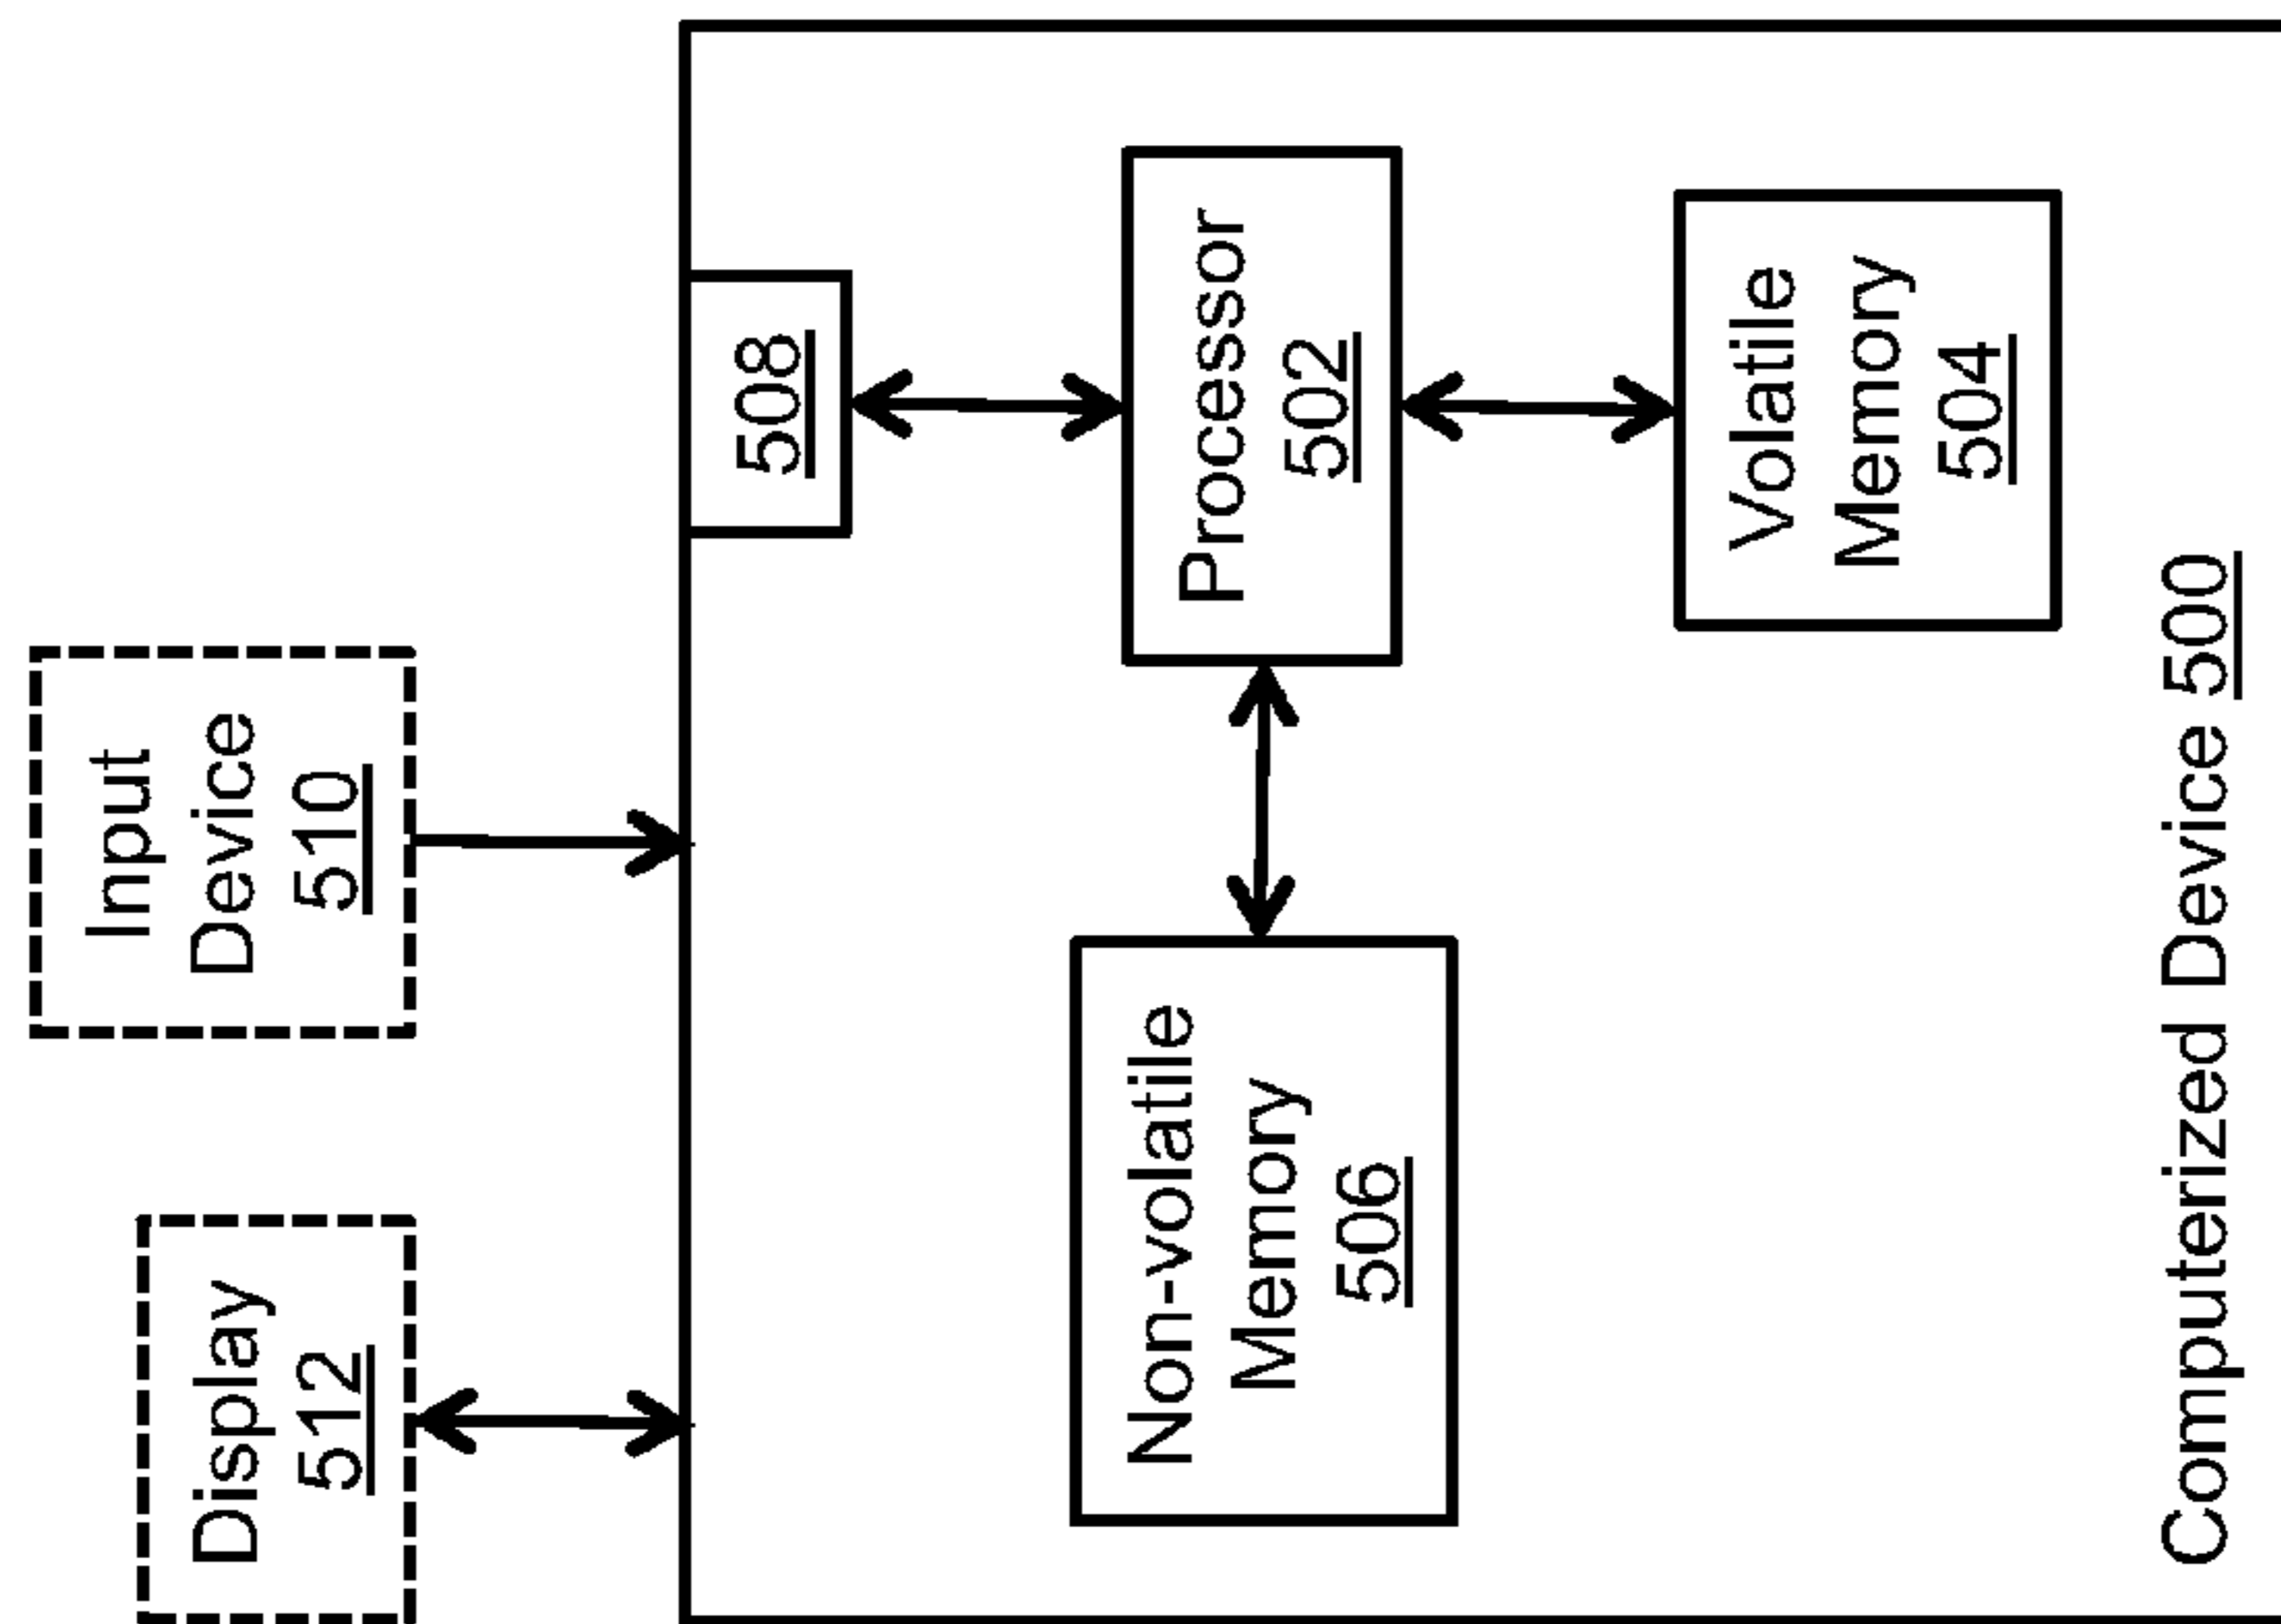 Display
512
Input
Device
510
508
Non-volatile
Memory
506
Processor
502
Volatile
Memory
504
Computerized Device 500